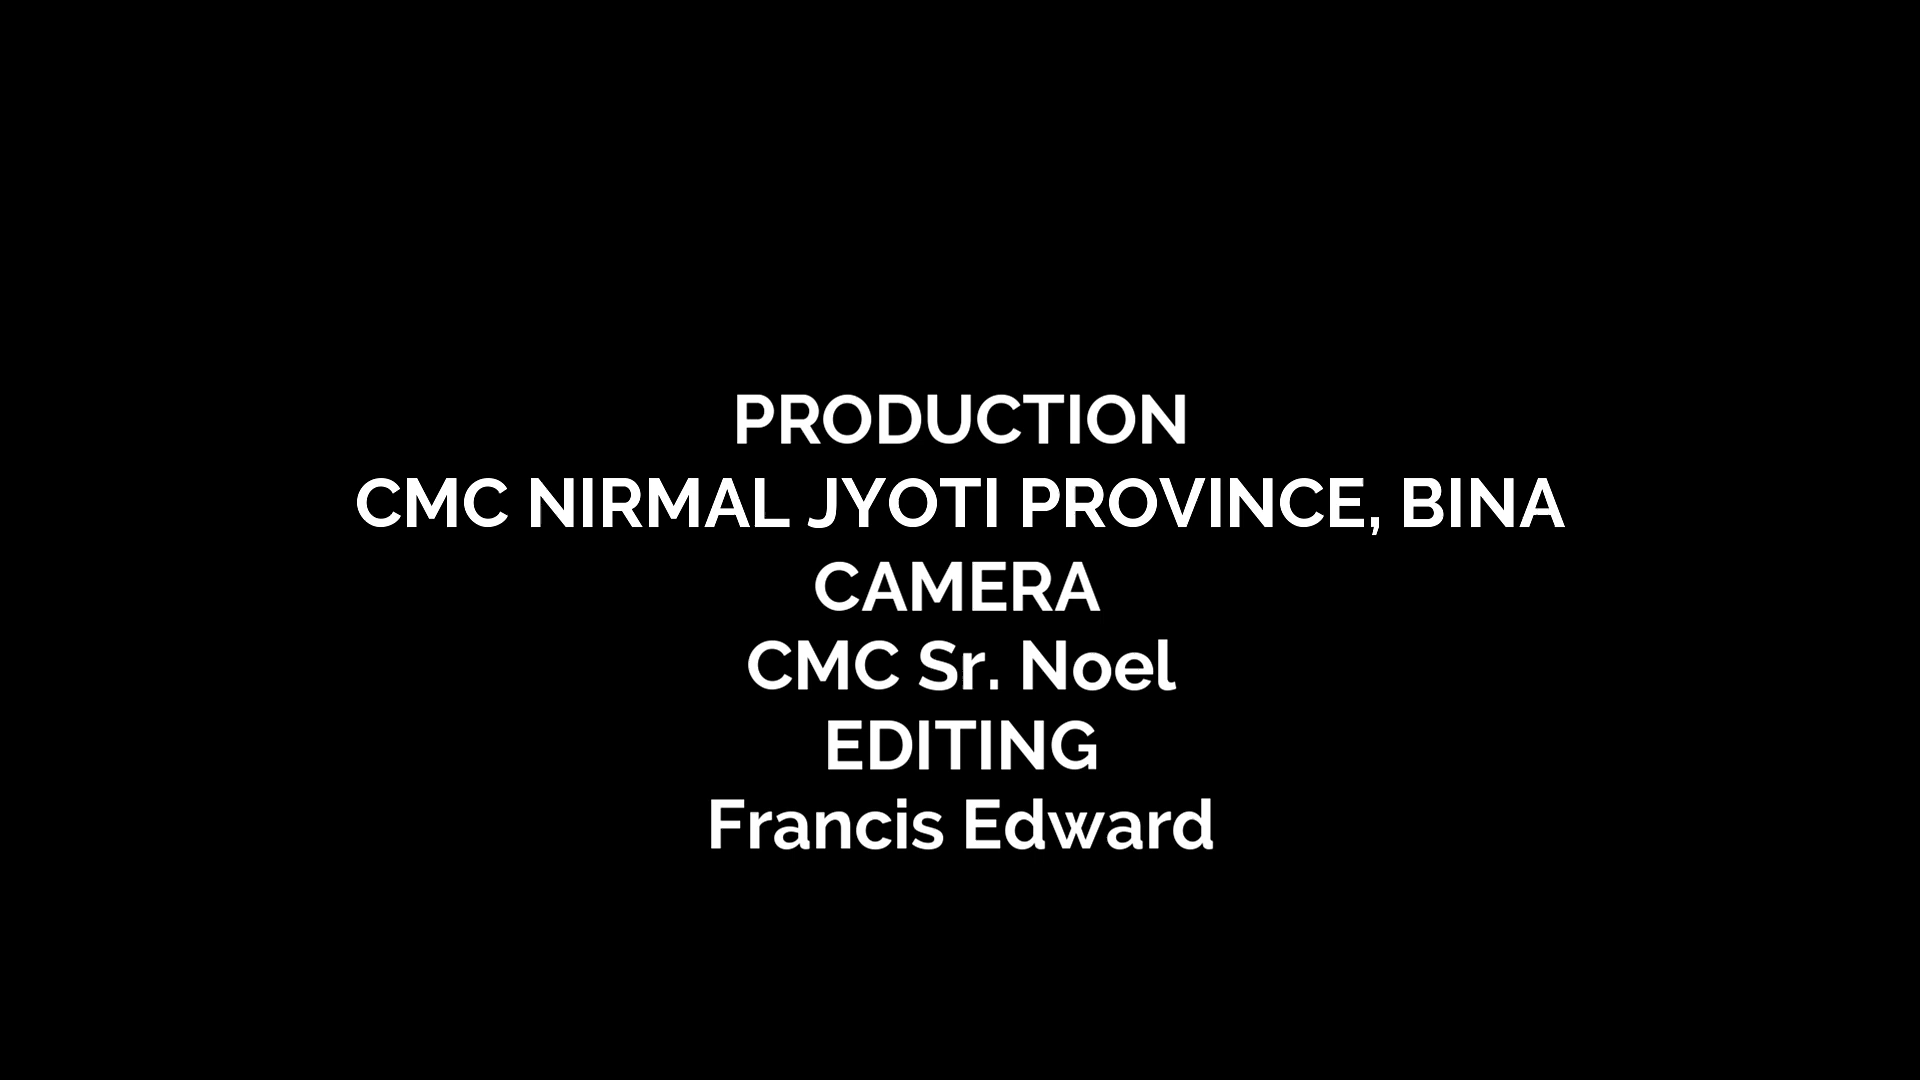 PRODUCTION
CMC NIRMAL JYOTI PROVINCE, BINA
CAMERA
CMC Sr. Noel
EDITING
Francis Edward